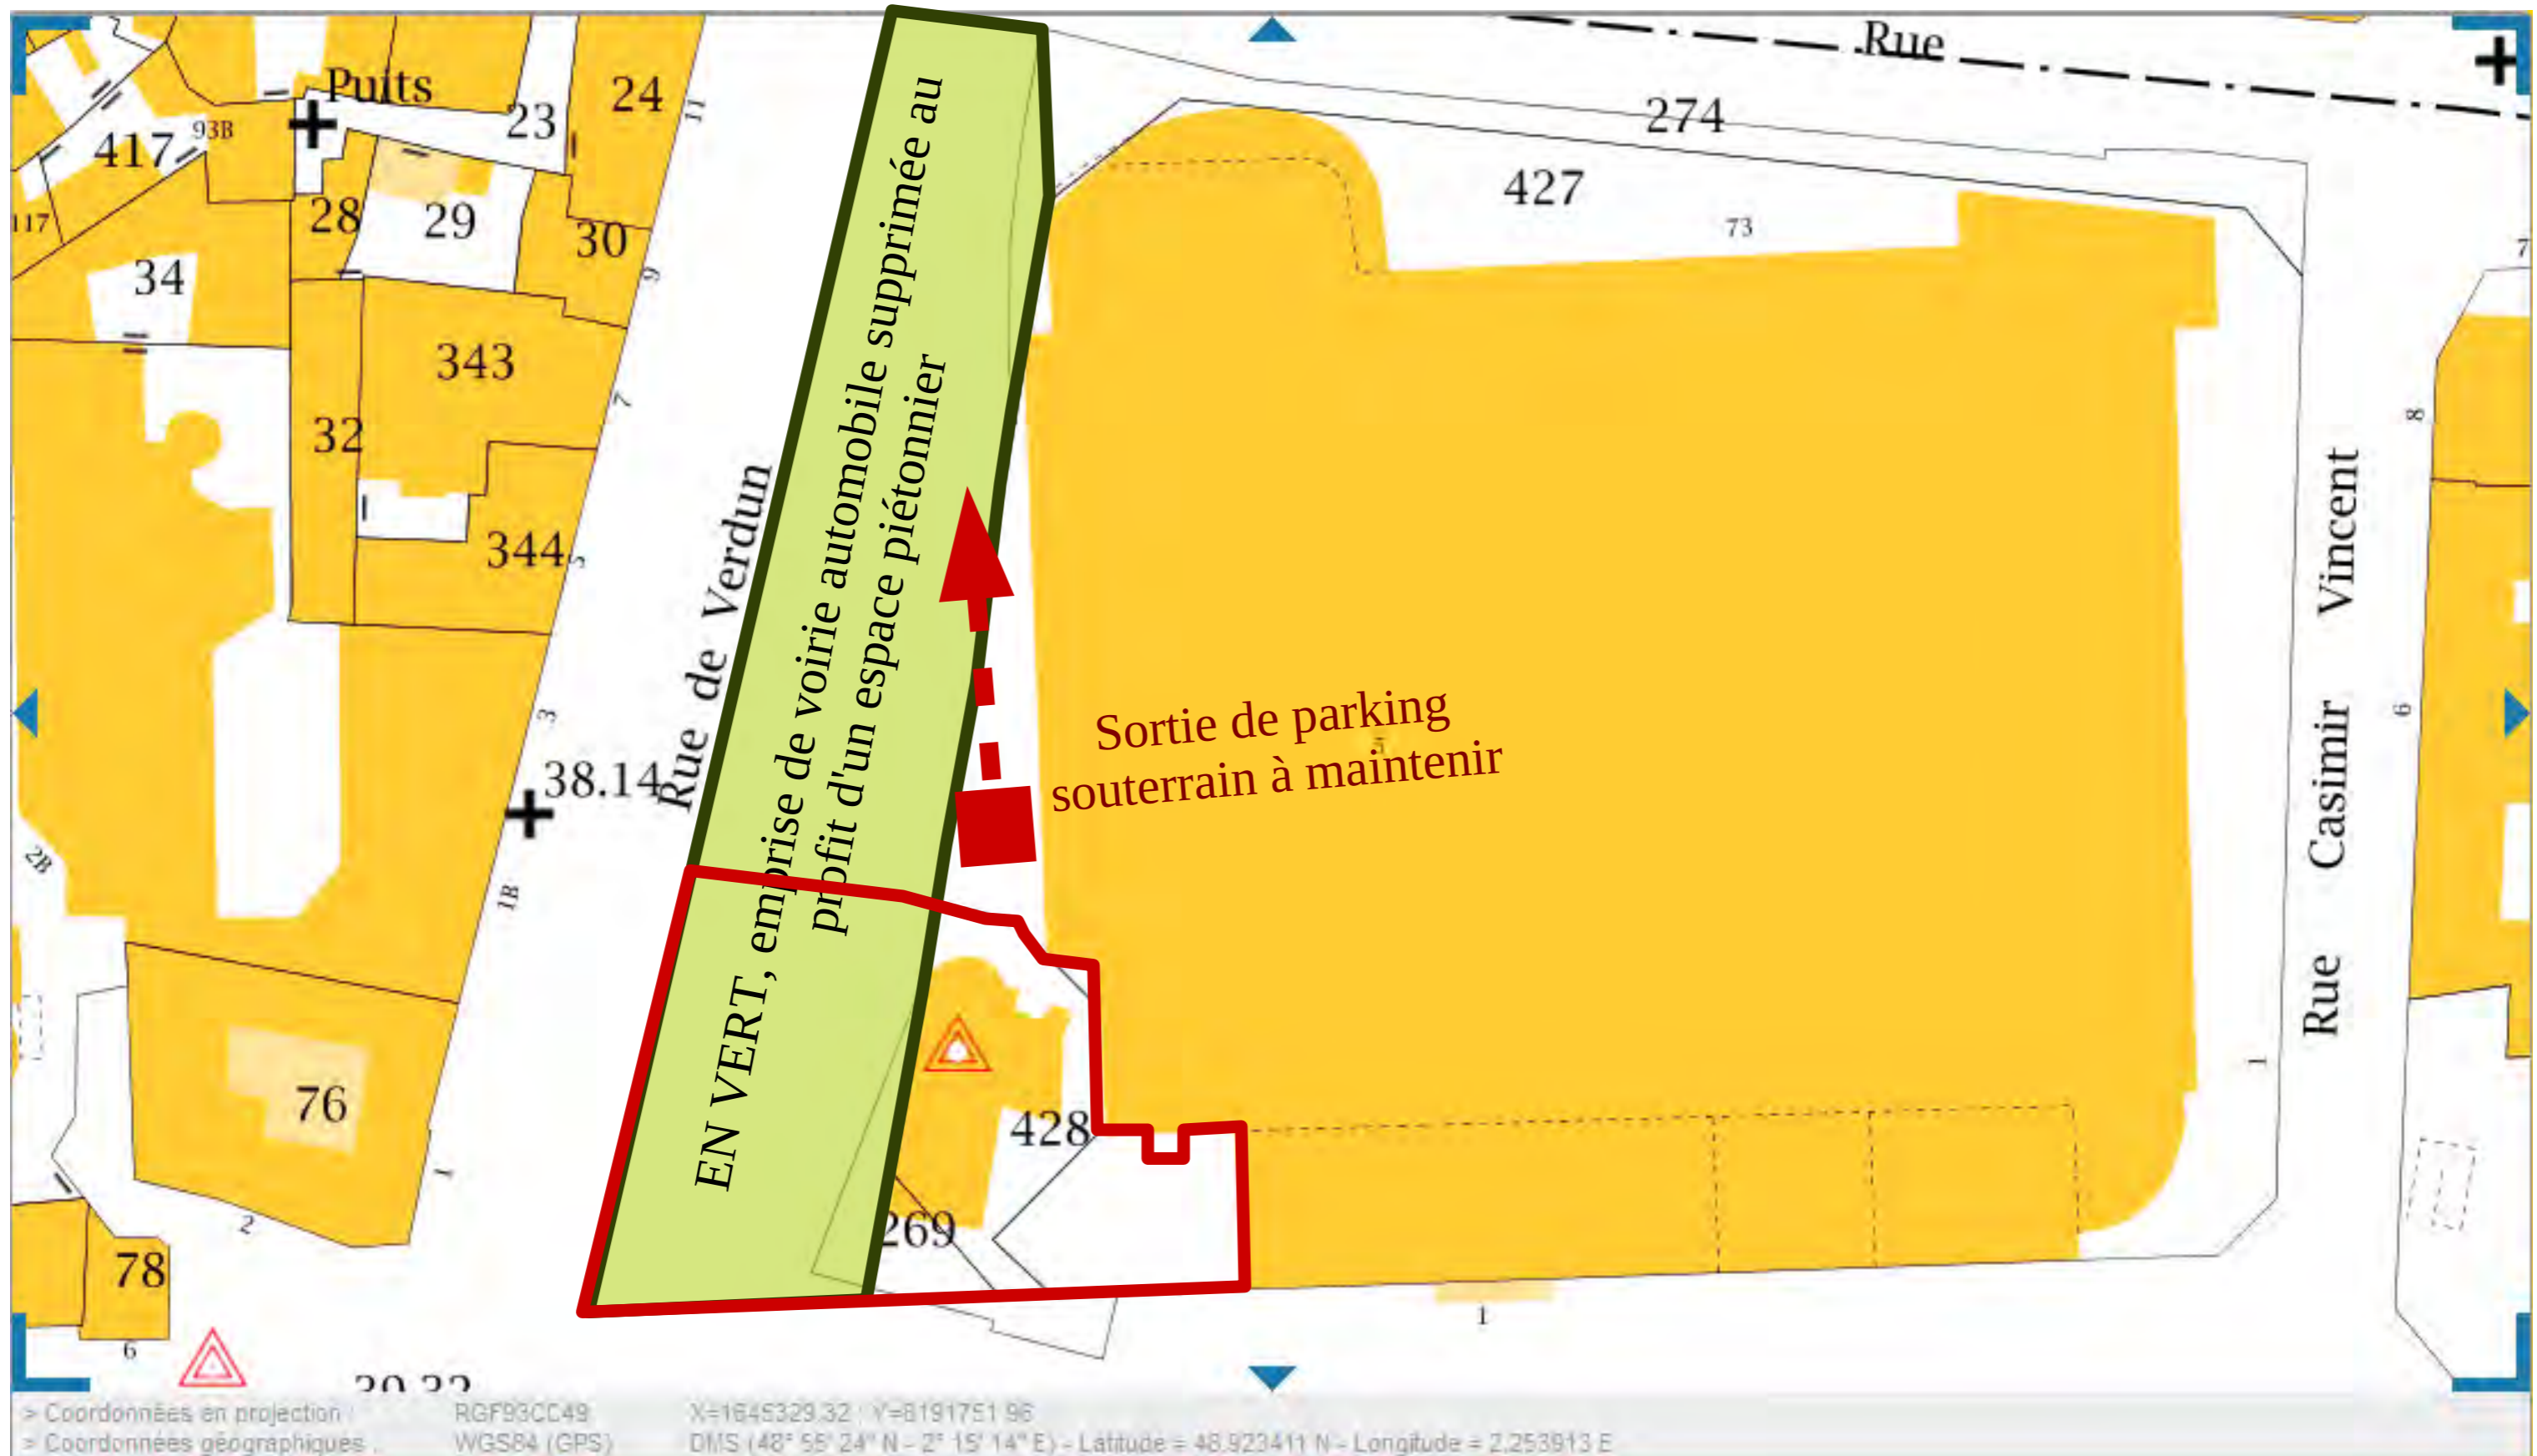 Rue
Puits
24
11
23
274
93B
417
427
28
29
30
73
117
7
34
9
343
7
32
8
344
5
Rue de Verdun
EN VERT, emprise de voirie automobile supprimée au
profit d'un espace piétonnier
Rue Casimir Vincent
3
38.14
6
Sortie de parking
souterrain à maintenir
2B
1B
1
76
428
1
2
269
78
1
6
> Coordonnées en projection : RGF93CC49 X=1645329.32 Y=8191751.96
> Coordonnées géographiques : WGS84 (GPS) DMS (48° 55' 24" N - 2° 15' 14" E) - Latitude = 48.923411 N - Longitude = 2.253913 E